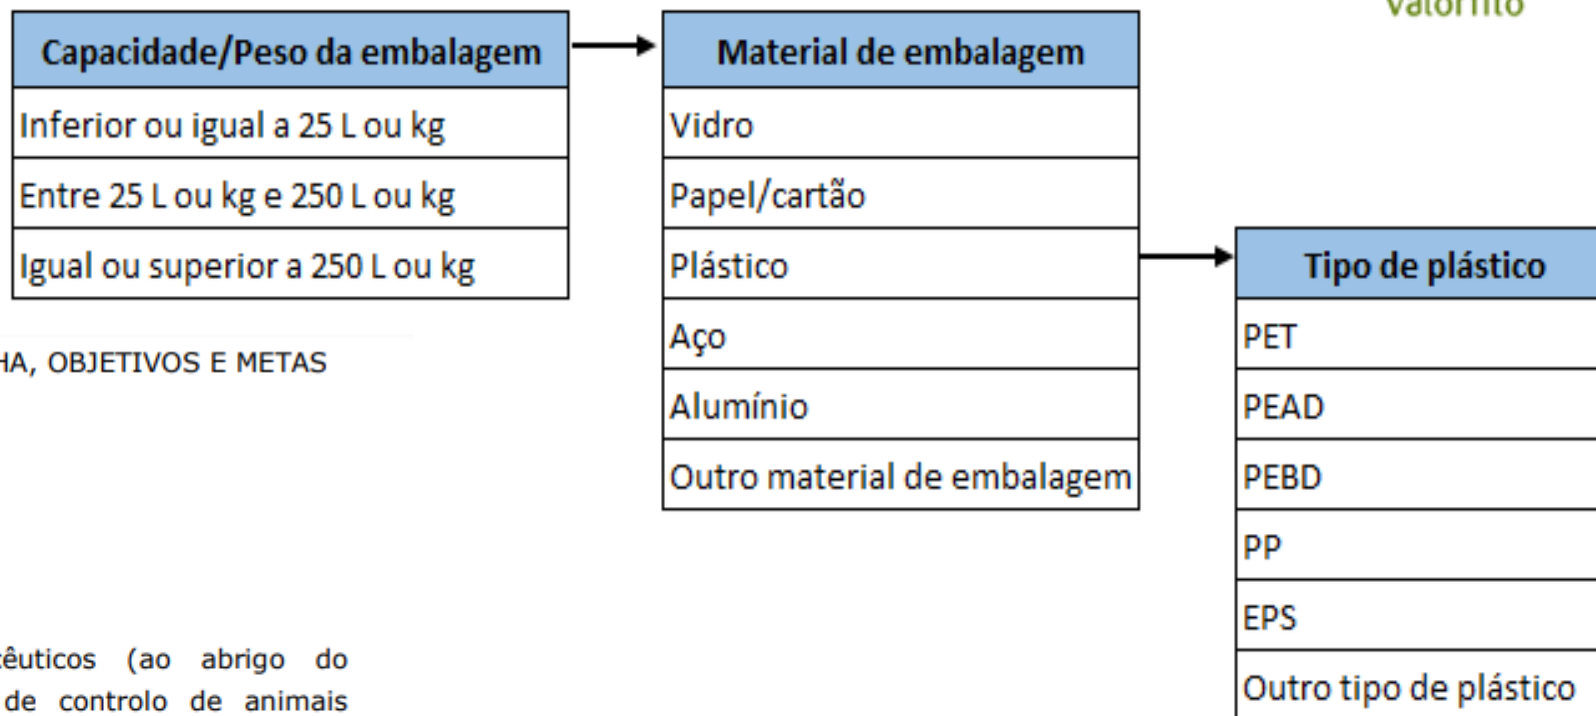 Valorfito
Capacidade/Peso da embalagem
Inferior ou igual a 25 L ou kg
Entre 25 L ou kg e 250 L ou kg
Igual ou superior a 250 L ou kg
Material de embalagem
Vidro
Papel/cartão
Plástico
Aço
Alumínio
Outro material de embalagem
Tipo de plástico
PET
PEAD
PEBD
PP
EPS
Outro tipo de plástico
HA, OBJETIVOS E METAS
cêuticos (ao abrigo do
de controlo de animais